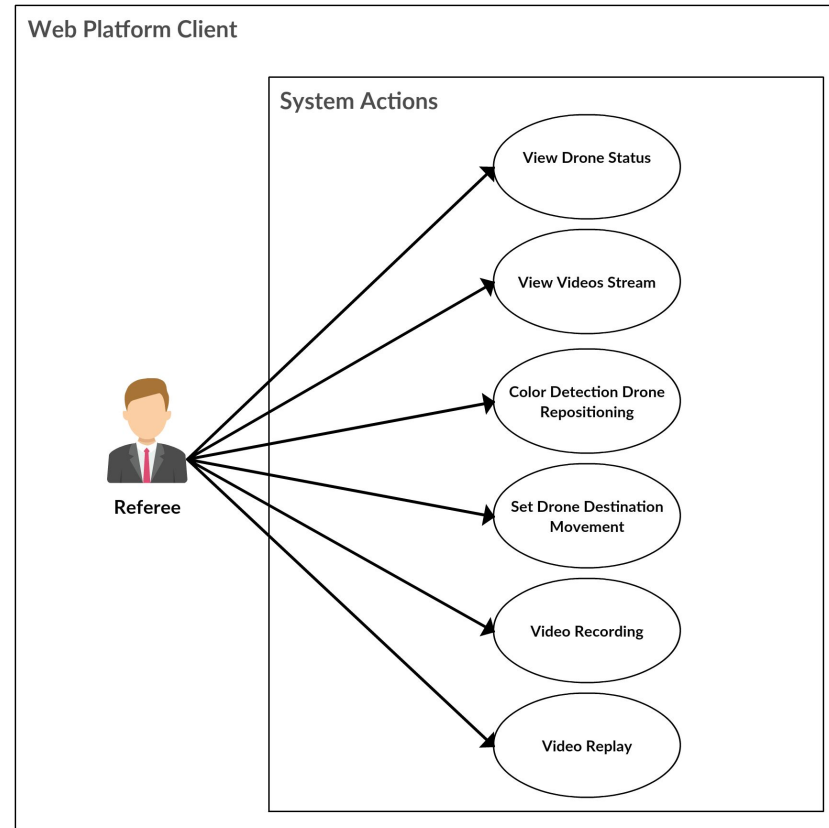 Web Platform Client
System Actions
View Drone Status
View Videos Stream
Color Detection Drone
Repositioning
Referee
Set Drone Destination
Movement
Video Recording
Video Replay